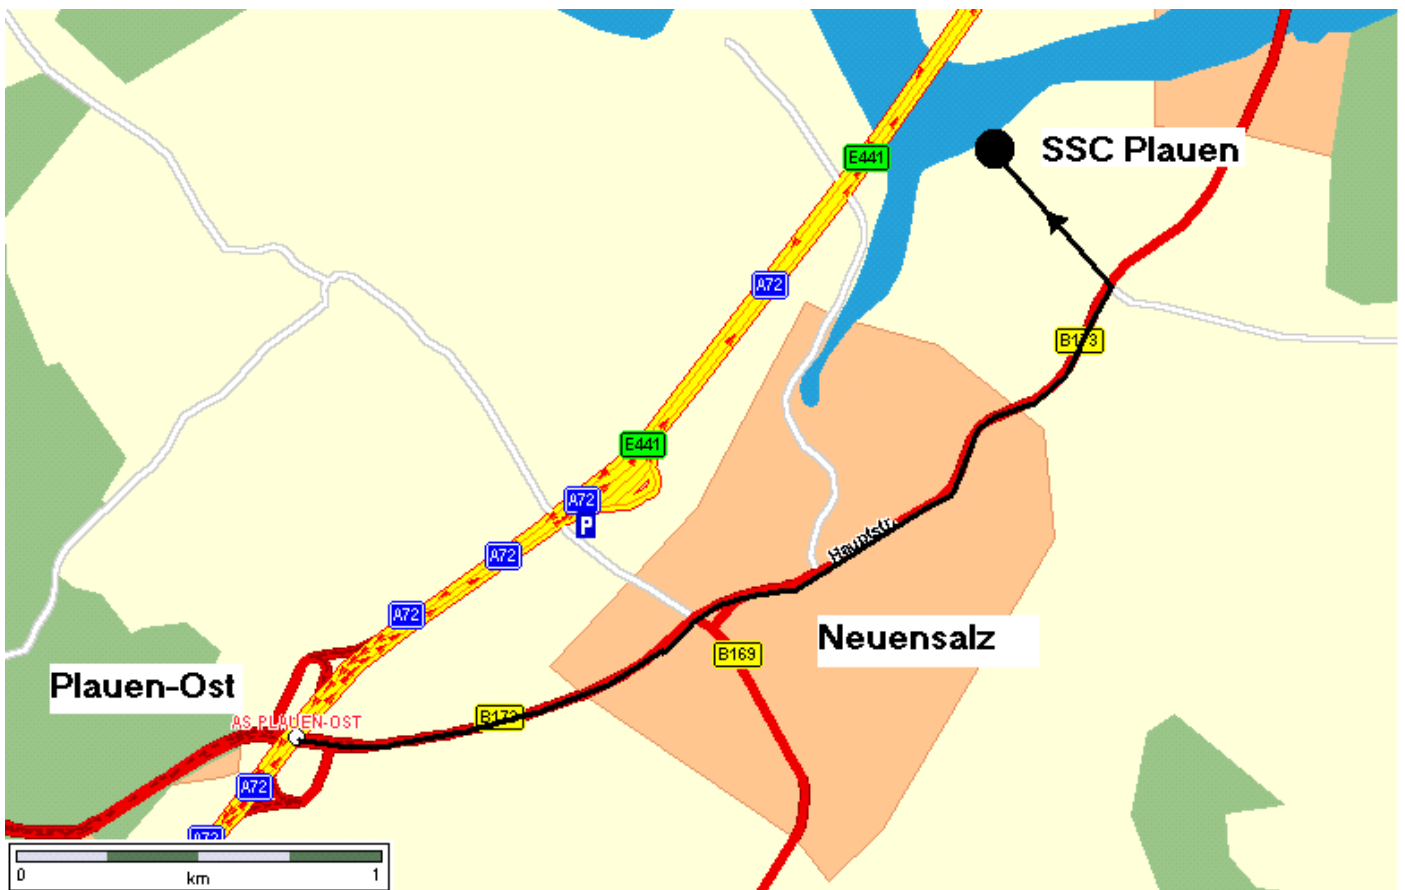 E441
SSC Plauen
A72
B173
E441
A72
P
A72
Hauptstr.
A72
Neuensalz
B169
Plauen-Ost
B173
AS PLAUEN-OST
A72
A72
0 km 1